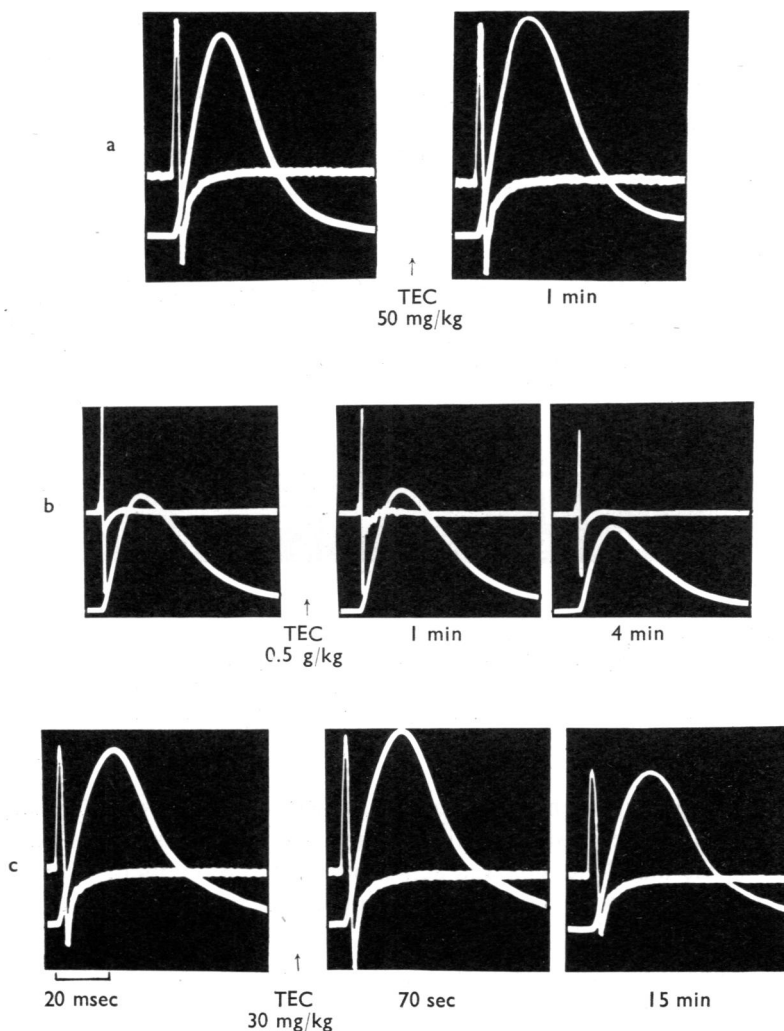 a
↑
TEC 1 min
50 mg/kg
b
↑
TEC 1 min 4 min
0.5 g/kg
c
↑
20 msec TEC 70 sec 15 min
30 mg/kg